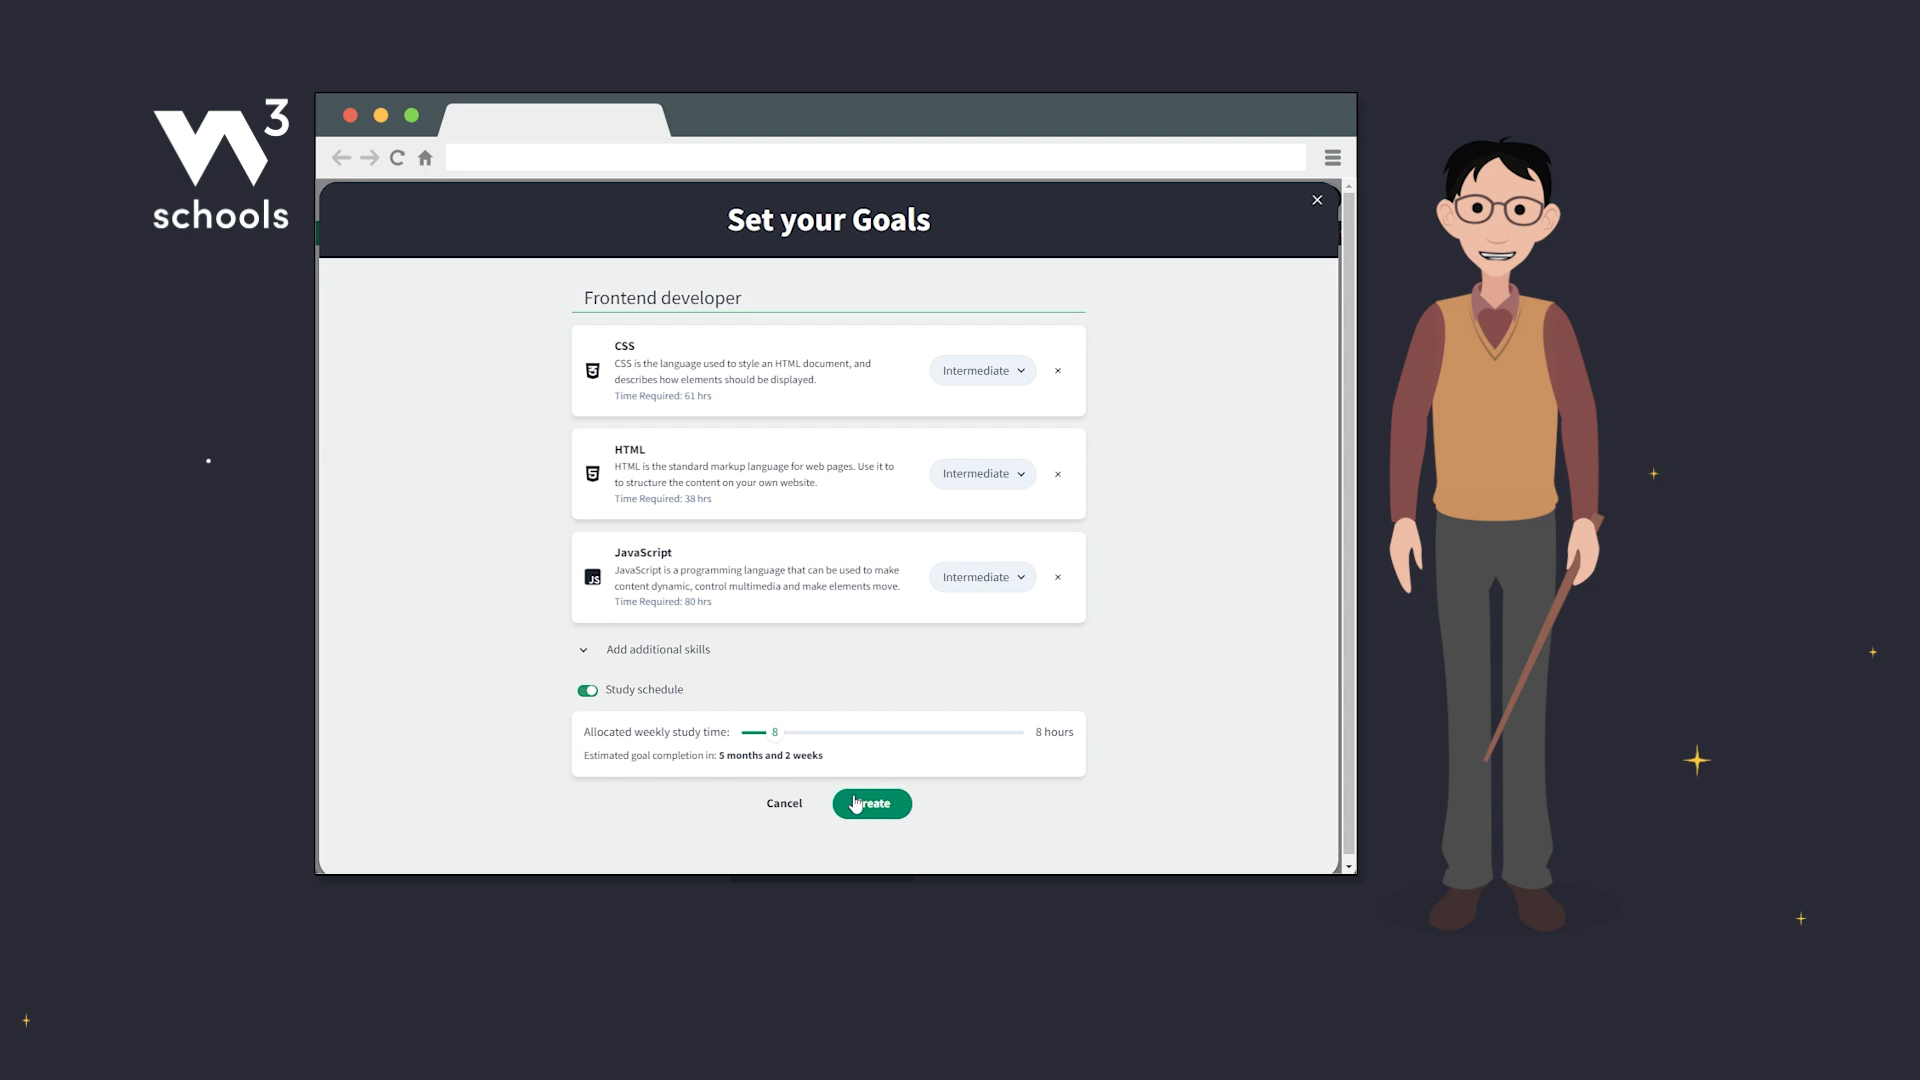 W3
schools
Set your Goals
Frontend developer
CSS
CSS is the language used to style an HTML document, and
describes how elements should be displayed.
Time Required: 61 hrs
Intermediate
HTML
HTML is the standard markup language for web pages. Use it to
to structure the content on your own website.
Time Required: 38 hrs
Intermediate
JavaScript
JavaScript is a programming language that can be used to make
content dynamic, control multimedia and make elements move.
Time Required: 80 hrs
Intermediate
Add additional skills
Study schedule
Allocated weekly study time: 8 8 hours
Estimated goal completion in: 5 months and 2 weeks
Cancel